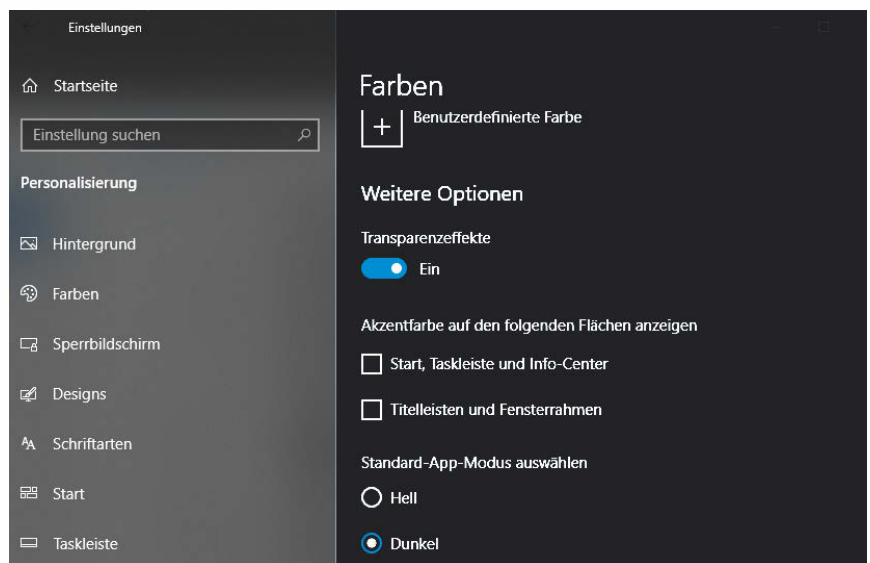 Einstellungen
Startseite
Einstellung suchen
Personalisierung
Hintergrund
Farben
Sperrbildschirm
Designs
Schriftarten
Start
Taskleiste
Farben
Benutzerdefinierte Farbe
Weitere Optionen
Transparenzeffekte
Ein
Akzentfarbe auf den folgenden Flächen anzeigen
Start, Taskleiste und Info-Center
Titelleisten und Fensterrahmen
Standard-App-Modus auswählen
Hell
Dunkel